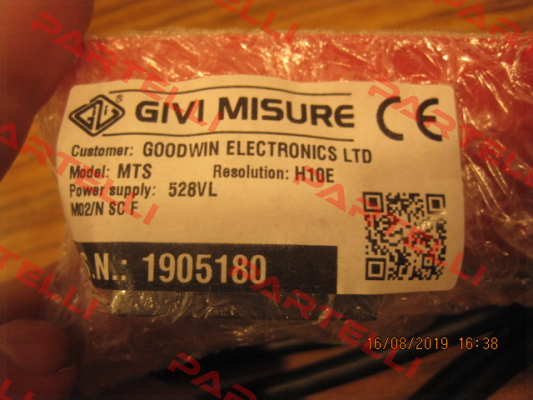 GIVI MISURE CE
Customer: GOODWIN ELECTRONICS LTD
Model: MTS Resolution: H10E
Power supply: 528VL
M02/N SC F
S.N.: 1905180
16/08/2019 16:38
PARTELLI
PARTELLI
PARTELLI
PARTELLI
PARTELLI